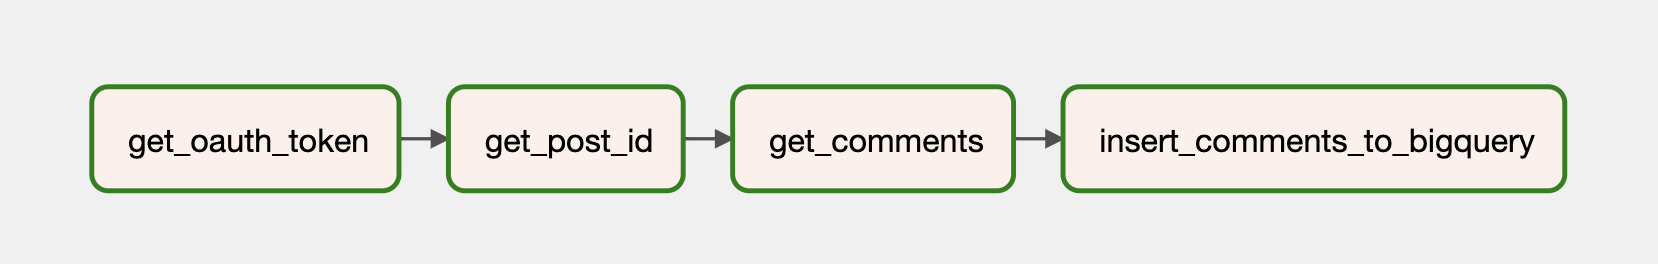 get_oauth_token
get_post_id
get_comments
insert_comments_to_bigquery